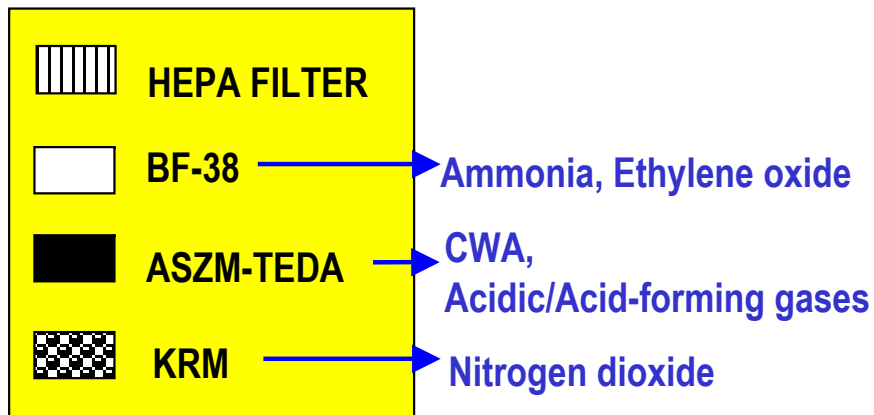 HEPA FILTER
BF-38
Ammonia, Ethylene oxide
ASZM-TEDA
CWA,
Acidic/Acid-forming gases
KRM
Nitrogen dioxide